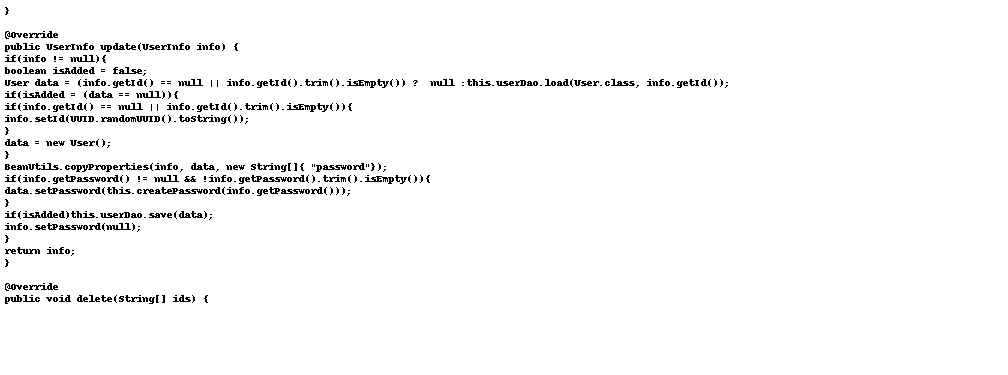 }
@Override
public UserInfo update(UserInfo info) {
if(info != null){
boolean isAdded = false;
User data = (info.getId() == null || info.getId().trim().isEmpty()) ?  null :this.userDao.load(User.class, info.getId());
if(isAdded = (data == null)){
if(info.getId() == null || info.getId().trim().isEmpty()){
info.setId(UUID.randomUUID().toString());
}
data = new User();
}
BeanUtils.copyProperties(info, data, new String[]{ "password"});
if(info.getPassword() != null && !info.getPassword().trim().isEmpty()){
data.setPassword(this.createPassword(info.getPassword()));
}
if(isAdded)this.userDao.save(data);
info.setPassword(null);
}
return info;
}
@Override
public void delete(String[] ids) {